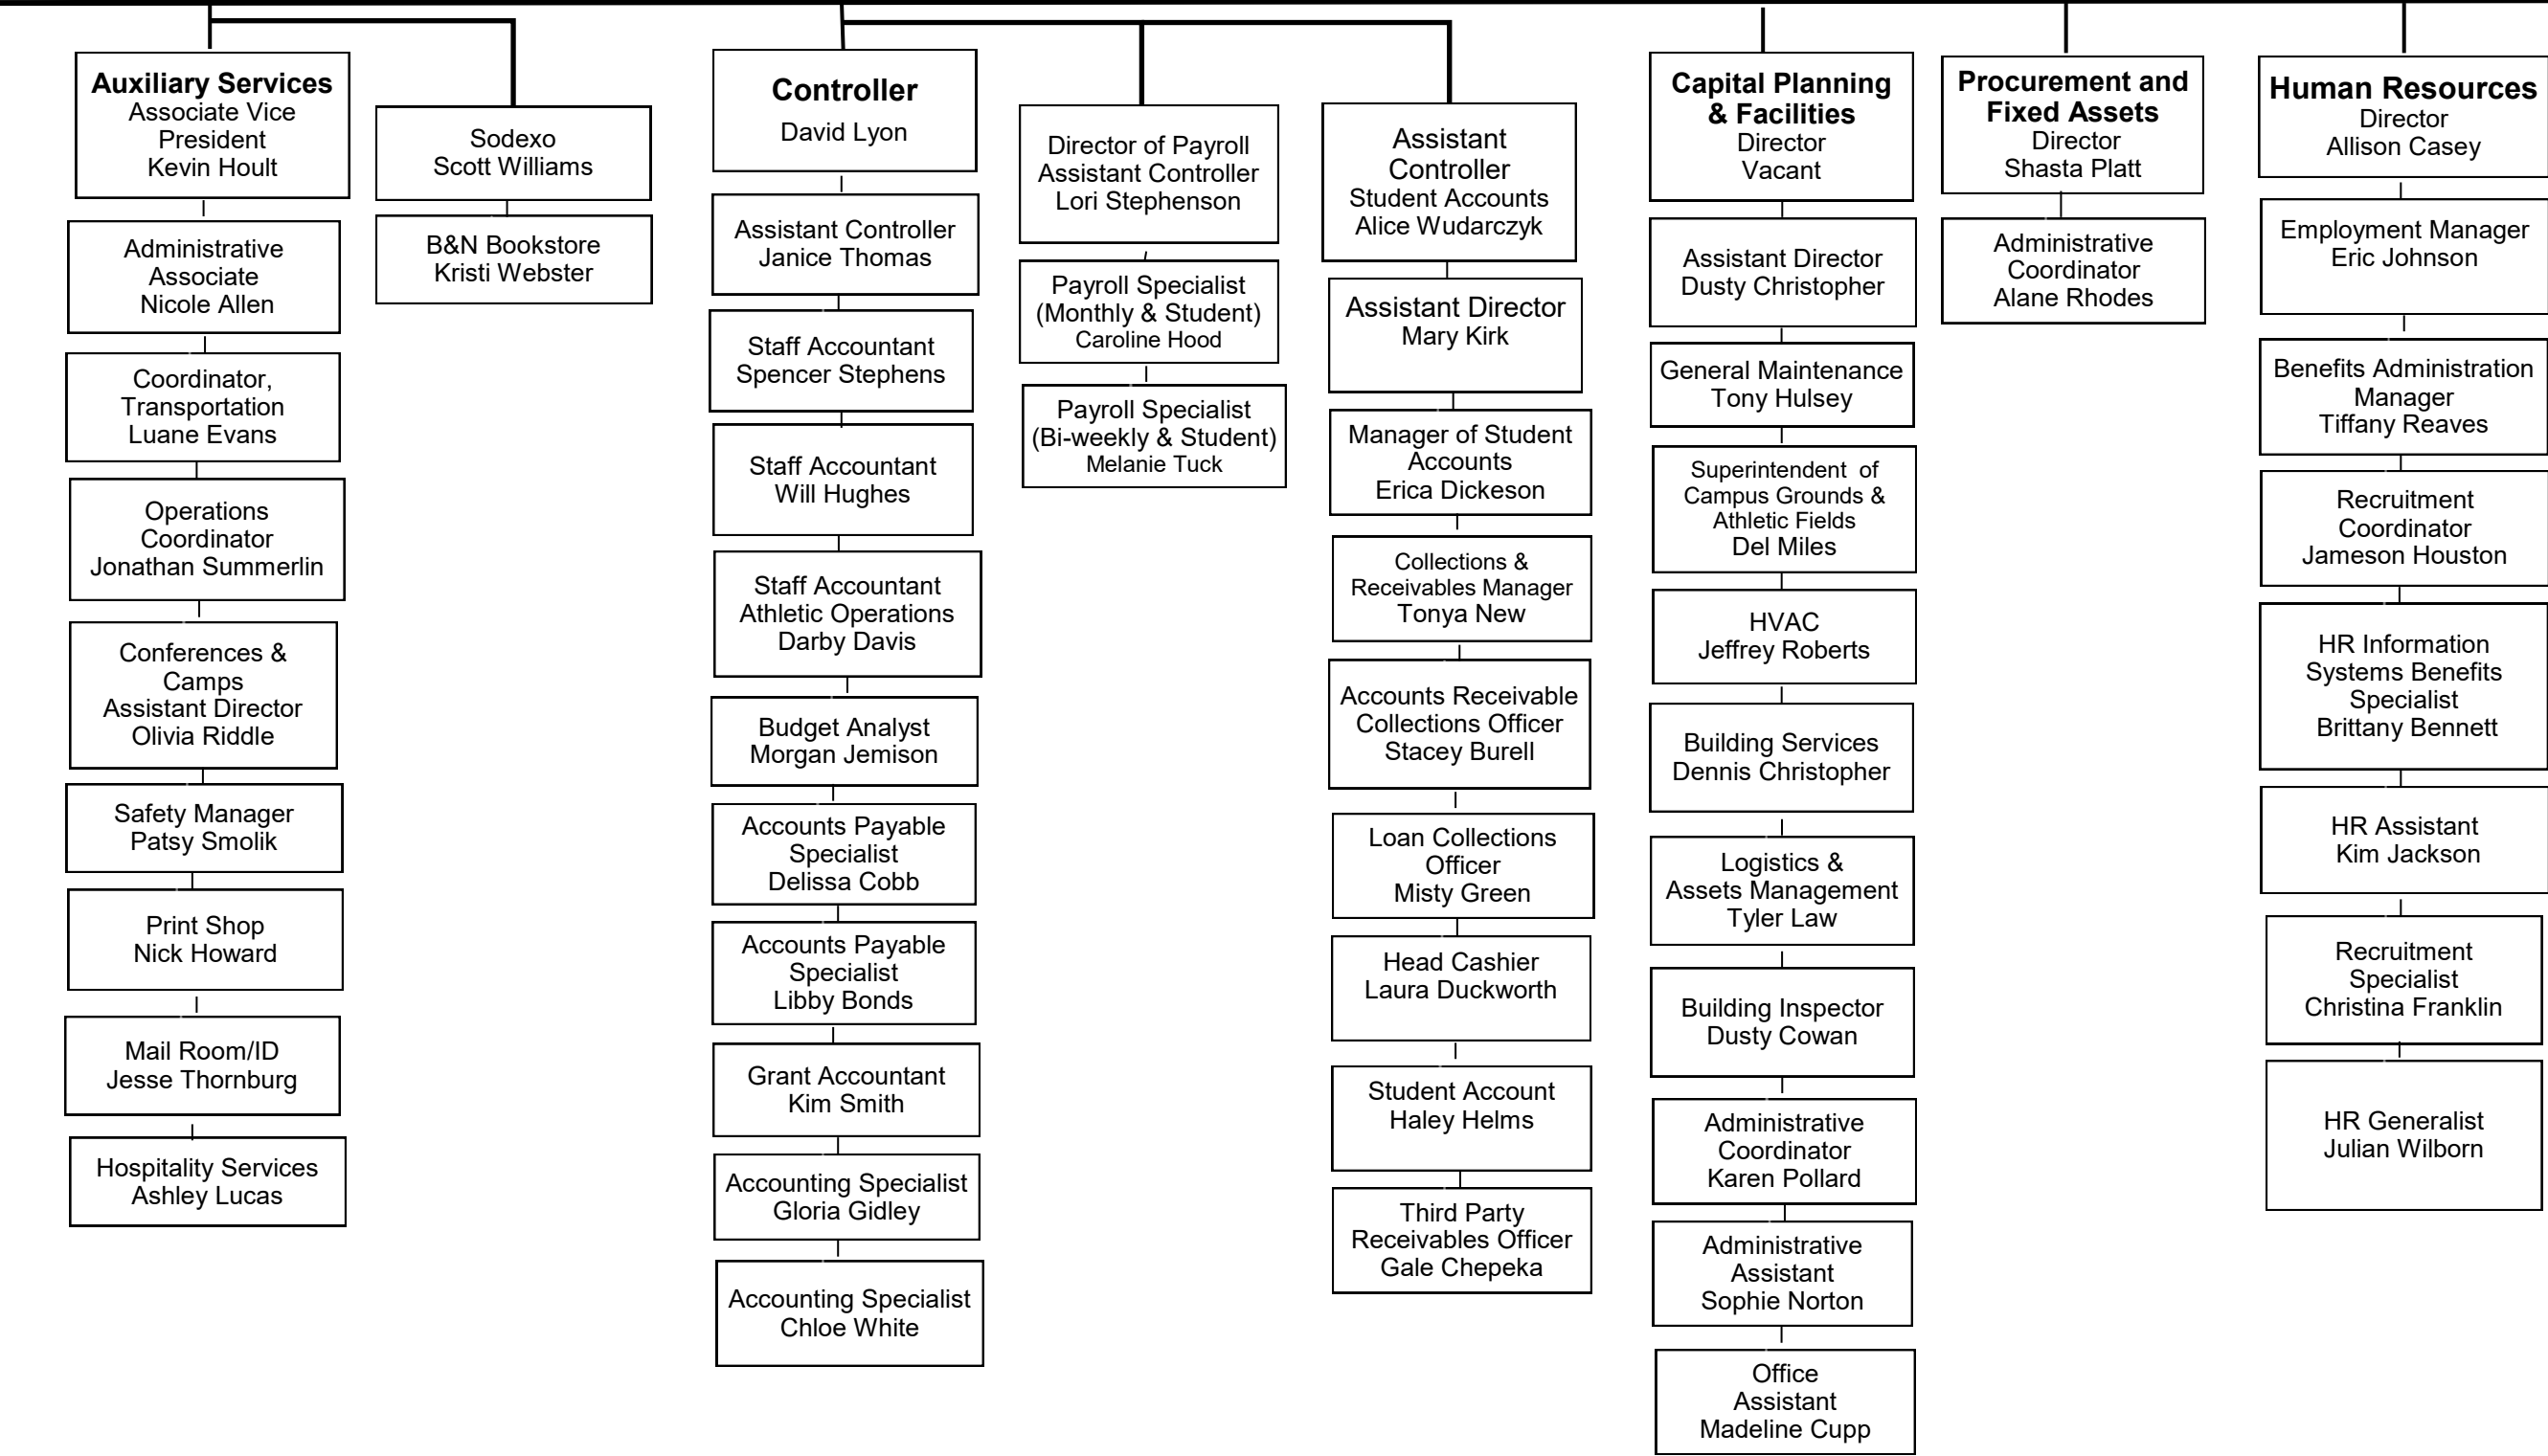 Auxiliary Services
Associate Vice
President
Kevin Hoult
Administrative
Associate
Nicole Allen
Coordinator,
Transportation
Luane Evans
Operations
Coordinator
Jonathan Summerlin
Conferences &
Camps
Assistant Director
Olivia Riddle
Safety Manager
Patsy Smolik
Print Shop
Nick Howard
Mail Room/ID
Jesse Thornburg
Hospitality Services
Ashley Lucas
Sodexo
Scott Williams
B&N Bookstore
Kristi Webster
Controller
David Lyon
Assistant Controller
Janice Thomas
Staff Accountant
Spencer Stephens
Staff Accountant
Will Hughes
Staff Accountant
Athletic Operations
Darby Davis
Budget Analyst
Morgan Jemison
Accounts Payable
Specialist
Delissa Cobb
Accounts Payable
Specialist
Libby Bonds
Grant Accountant
Kim Smith
Accounting Specialist
Gloria Gidley
Accounting Specialist
Chloe White
Director of Payroll
Assistant Controller
Lori Stephenson
Payroll Specialist
(Monthly & Student)
Caroline Hood
Payroll Specialist
(Bi-weekly & Student)
Melanie Tuck
Assistant
Controller
Student Accounts
Alice Wudarczyk
Assistant Director
Mary Kirk
Manager of Student
Accounts
Erica Dickeson
Collections &
Receivables Manager
Tonya New
Accounts Receivable
Collections Officer
Stacey Burell
Loan Collections
Officer
Misty Green
Head Cashier
Laura Duckworth
Student Account
Haley Helms
Third Party
Receivables Officer
Gale Chepeka
Capital Planning
& Facilities
Director
Vacant
Assistant Director
Dusty Christopher
General Maintenance
Tony Hulsey
Superintendent of
Campus Grounds &
Athletic Fields
Del Miles
HVAC
Jeffrey Roberts
Building Services
Dennis Christopher
Logistics &
Assets Management
Tyler Law
Building Inspector
Dusty Cowan
Administrative
Coordinator
Karen Pollard
Administrative
Assistant
Sophie Norton
Office
Assistant
Madeline Cupp
Procurement and
Fixed Assets
Director
Shasta Platt
Administrative
Coordinator
Alane Rhodes
Human Resources
Director
Allison Casey
Employment Manager
Eric Johnson
Benefits Administration
Manager
Tiffany Reaves
Recruitment
Coordinator
Jameson Houston
HR Information
Systems Benefits
Specialist
Brittany Bennett
HR Assistant
Kim Jackson
Recruitment
Specialist
Christina Franklin
HR Generalist
Julian Wilborn